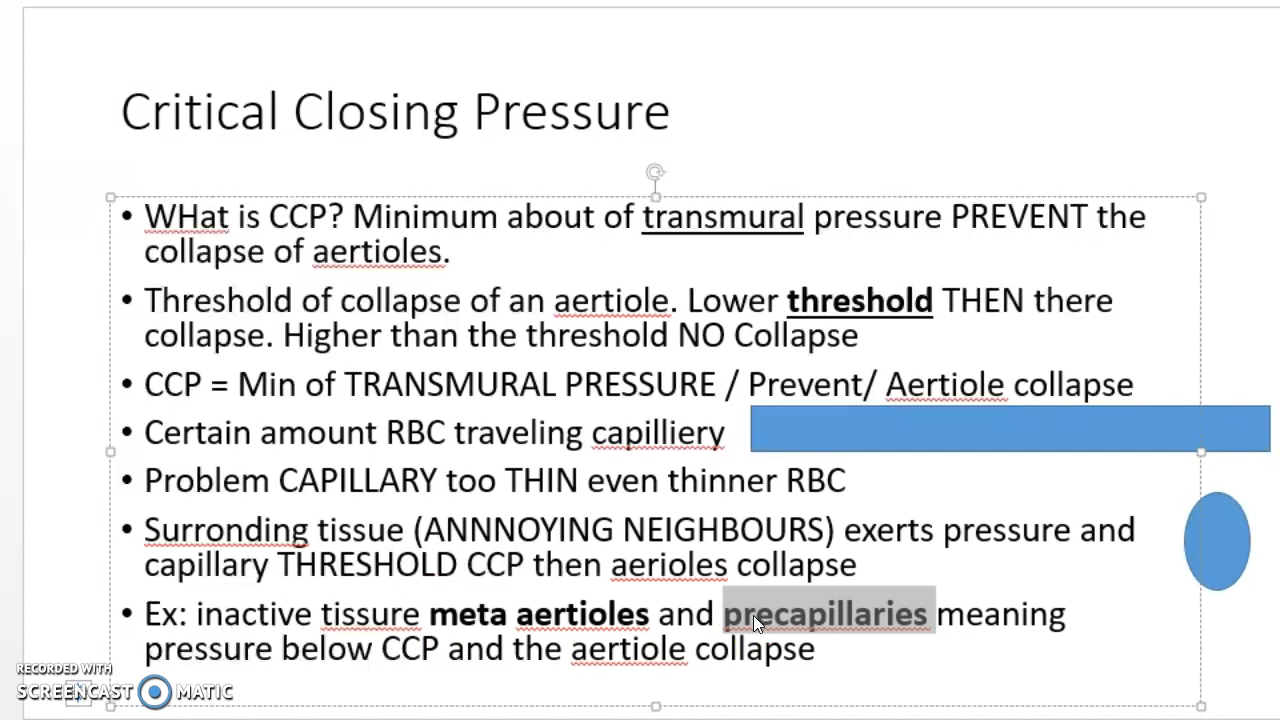 Critical Closing Pressure
• WHat is CCP? Minimum about of transmural pressure PREVENT the
collapse of aertioles.
• Threshold of collapse of an aertiole. Lower threshold THEN there
collapse. Higher than the threshold NO Collapse
• CCP = Min of TRANSMURAL PRESSURE / Prevent/ Aertiole collapse
• Certain amount RBC traveling capilliery
• Problem CAPILLARY too THIN even thinner RBC
• Surronding tissue (ANNNOYING NEIGHBOURS) exerts pressure and
capillary THRESHOLD CCP then aerioles collapse
• Ex: inactive tissure meta aertioles and precapillaries meaning
pressure below CCP and the aertiole collapse
RECORDED WITH
SCREENCAST MATIC